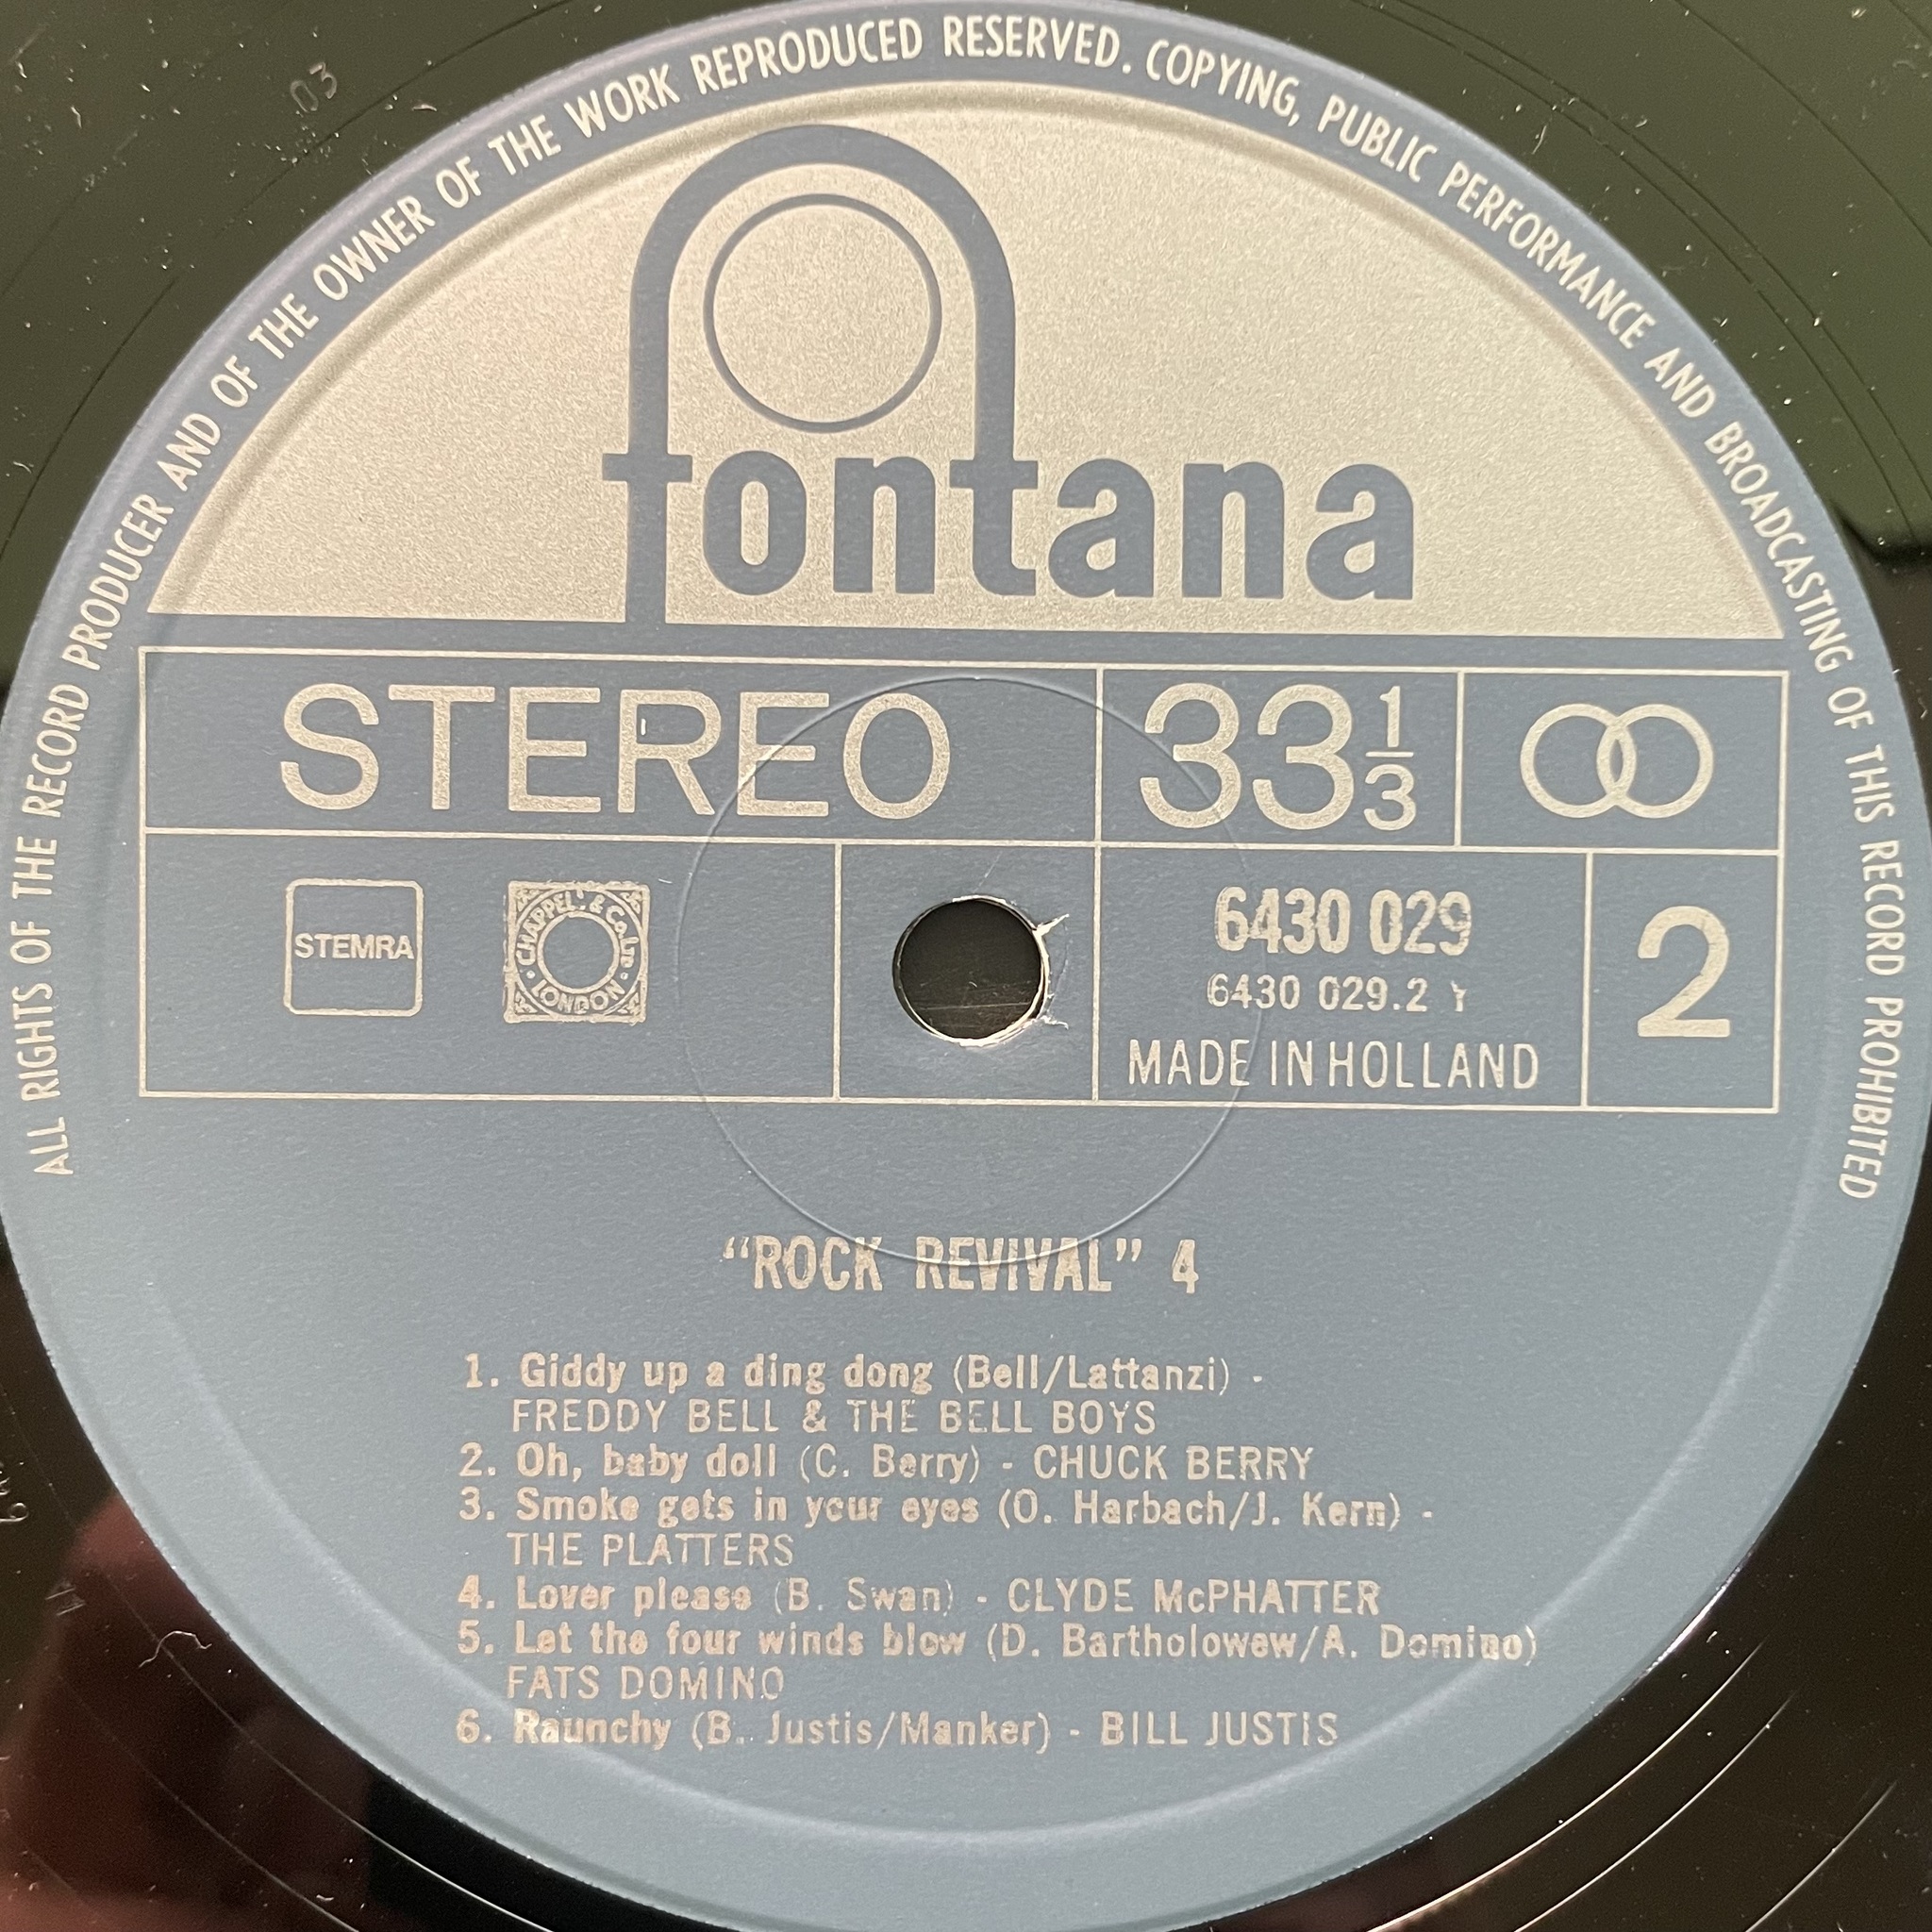 ALL RIGHTS OF THE RECORD PRODUCER AND OF THE OWNER OF THE WORK REPRODUCED RESERVED. COPYING, PUBLIC PERFORMANCE AND BROADCASTING OF THIS RECORD PROHIBITED
03
fontana
STEREO 33 1/3
STEMRA
CHAPPELL & Co. LTD · LONDON ·
6430 029
6430 029.2 Y
MADE IN HOLLAND
2
“ROCK REVIVAL” 4
1. Giddy up a ding dong (Bell/Lattanzi) -
FREDDY BELL & THE BELL BOYS
2. Oh, baby doll (C. Berry) - CHUCK BERRY
3. Smoke gets in your eyes (O. Harbach/J. Kern) -
THE PLATTERS
4. Lover please (B. Swan) - CLYDE McPHATTER
5. Let the four winds blow (D. Bartholowew/A. Domino)
FATS DOMINO
6. Raunchy (B. Justis/Manker) - BILL JUSTIS